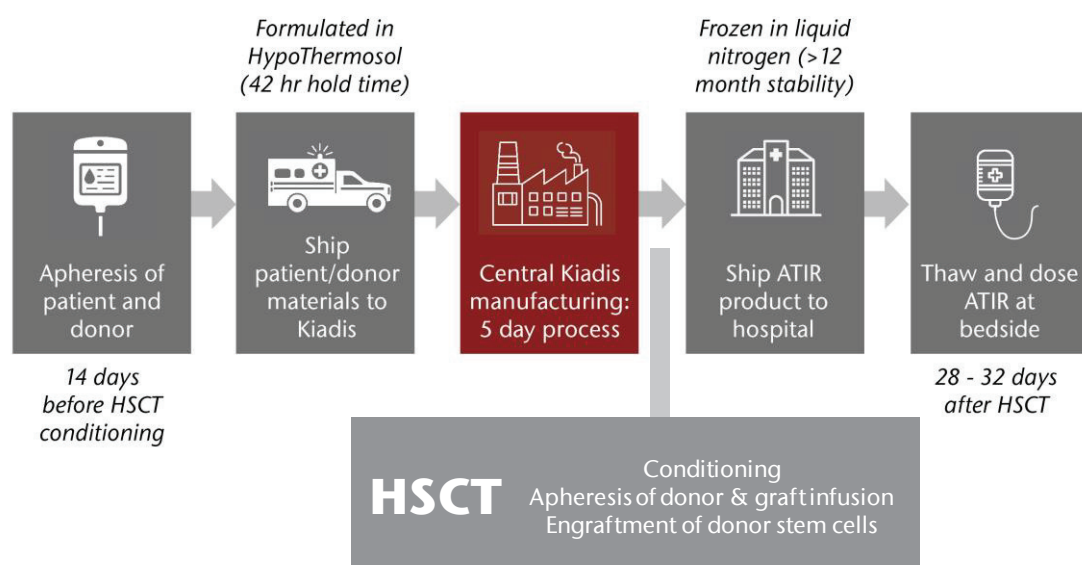 Formulated in
HypoThermosol
(42 hr hold time)
Frozen in liquid
nitrogen (>12
month stability)
Apheresis of
patient and
donor
Ship
patient/donor
materials to
Kiadis
Central Kiadis
manufacturing:
5 day process
Ship ATIR
product to
hospital
Thaw and dose
ATIR at
bedside
14 days
before HSCT
conditioning
28 - 32 days
after HSCT
HSCT
Conditioning
Apheresis of donor & graft infusion
Engraftment of donor stem cells